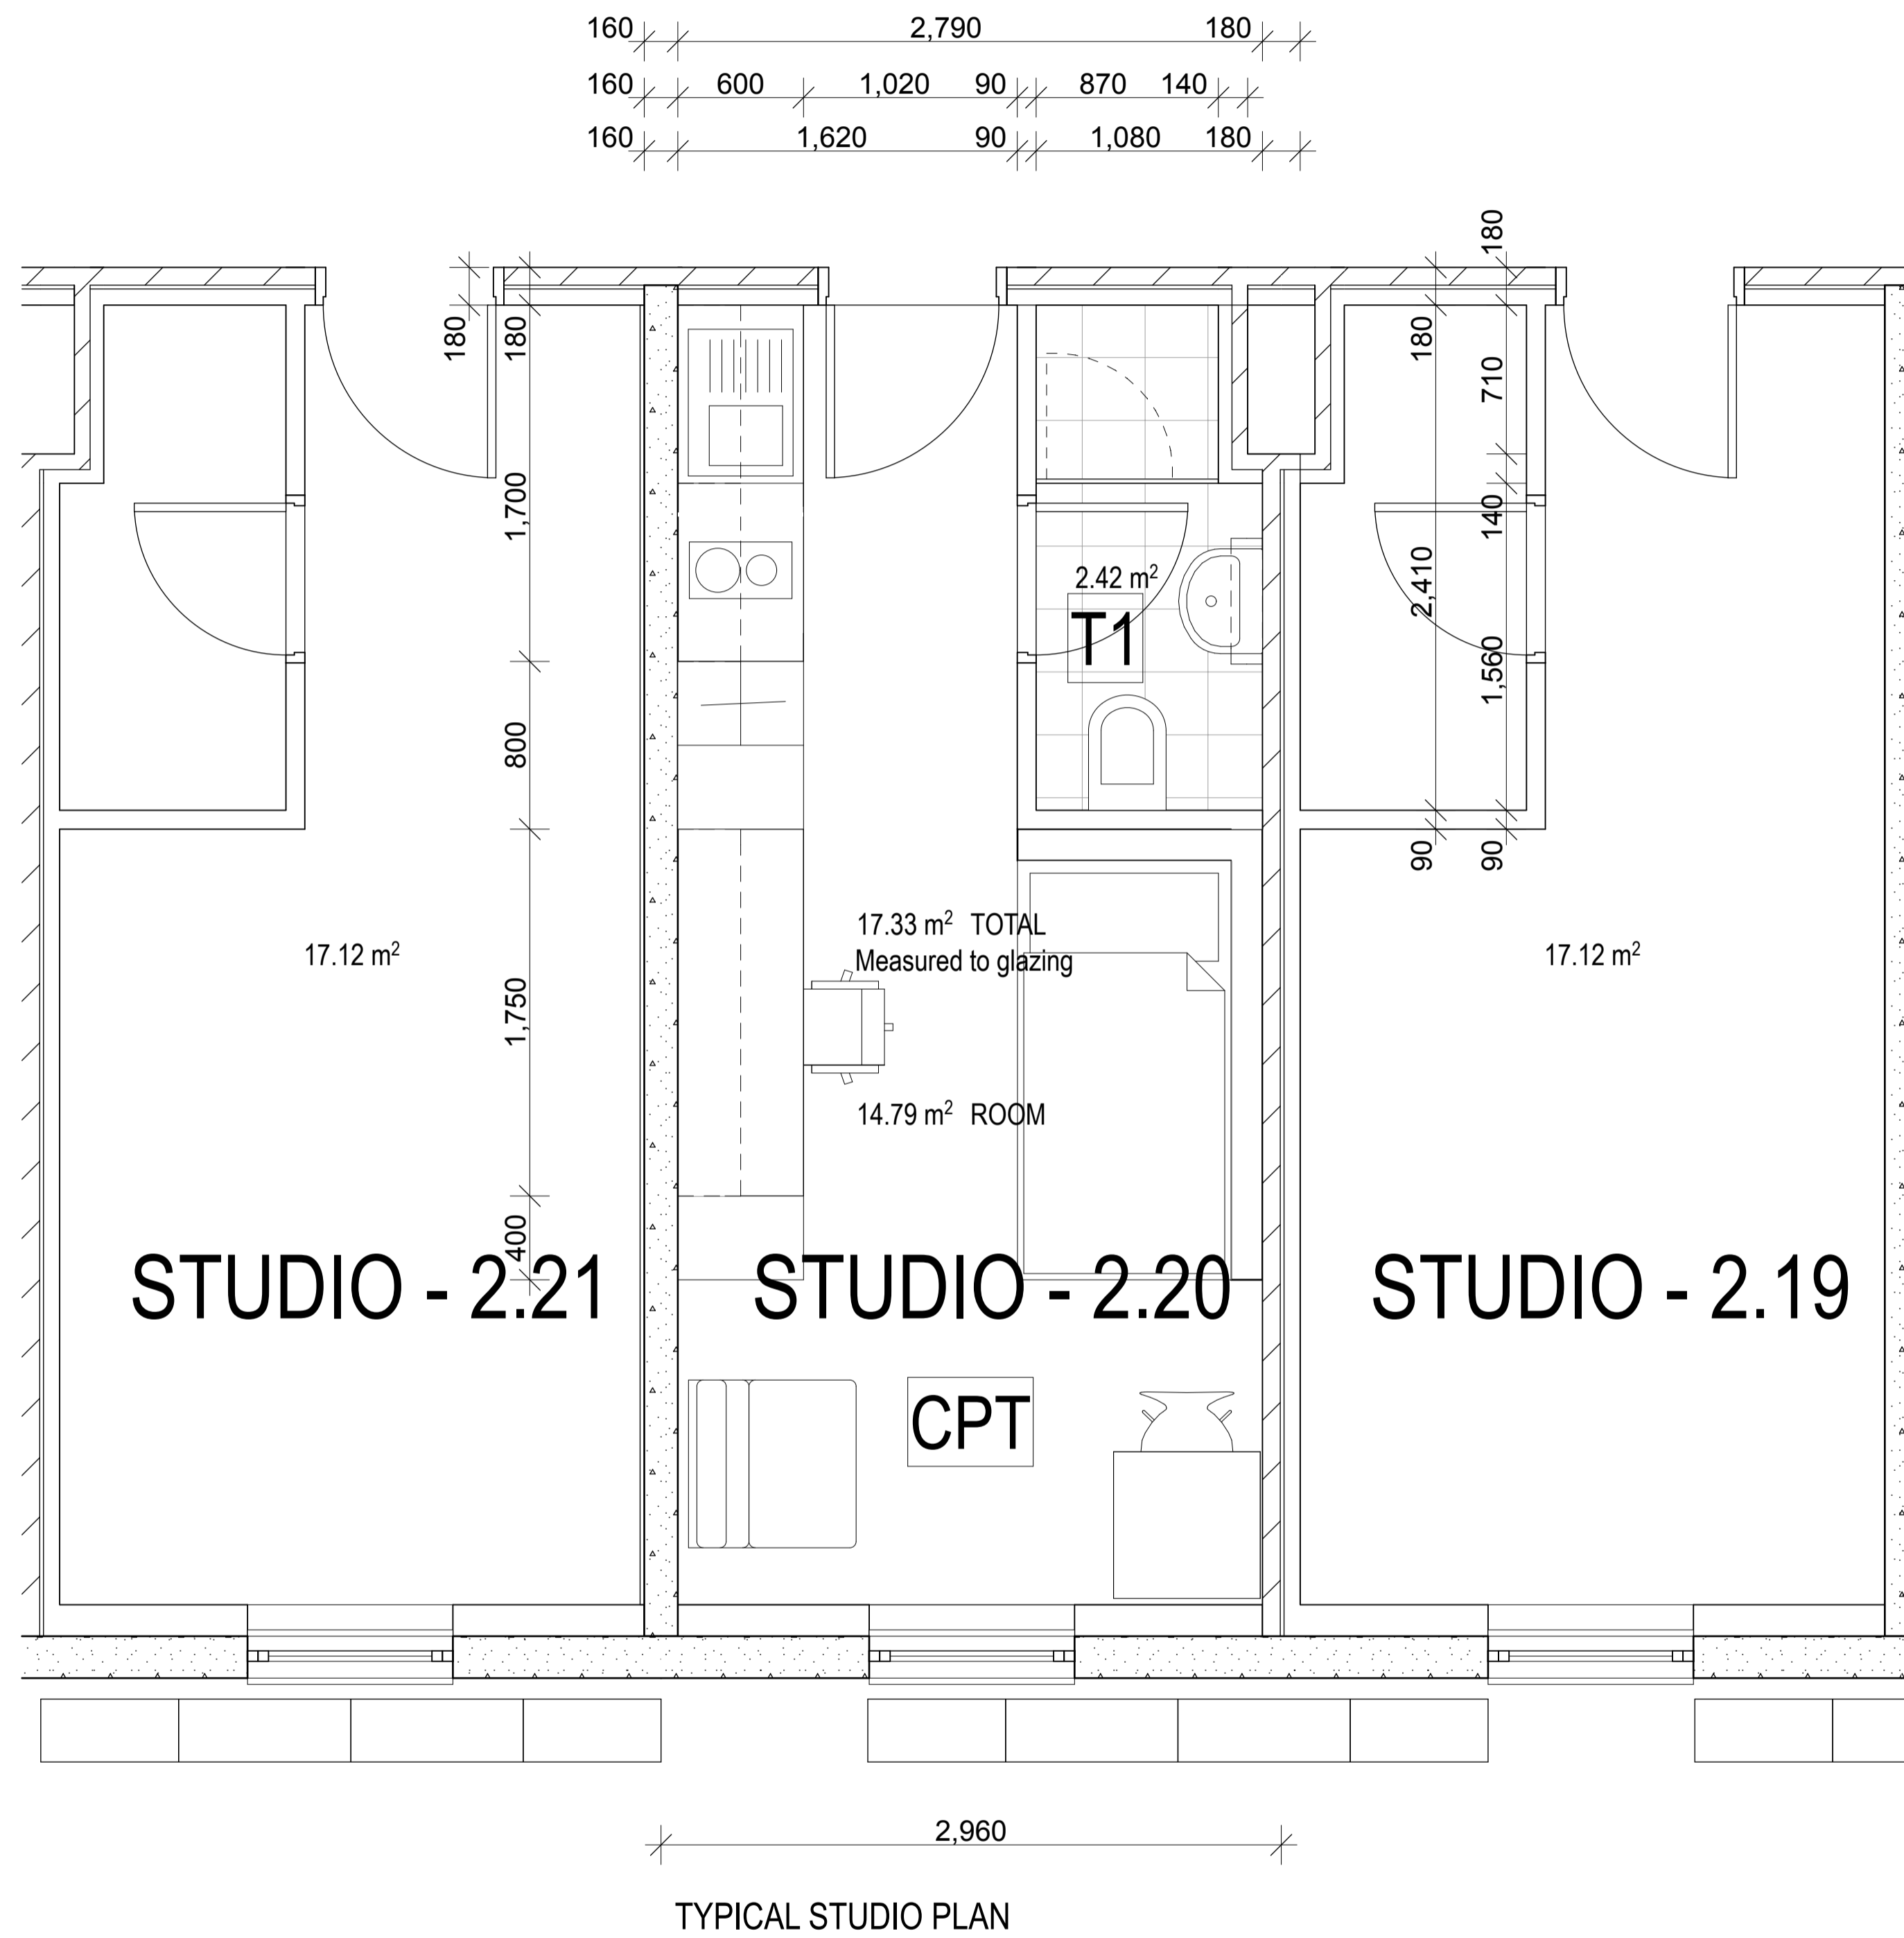 160 2,790 180
160 600 1,020 90 870 140
160 1,620 90 1,080 180
180
180
180
180
710
1,700
140
2,410
2.42 m²
T1
1,560
800
90
90
17.33 m² TOTAL
Measured to glazing
17.12 m²
17.12 m²
1,750
14.79 m² ROOM
400
STUDIO - 2.21
STUDIO - 2.20
STUDIO - 2.19
CPT
2,960
TYPICAL STUDIO PLAN